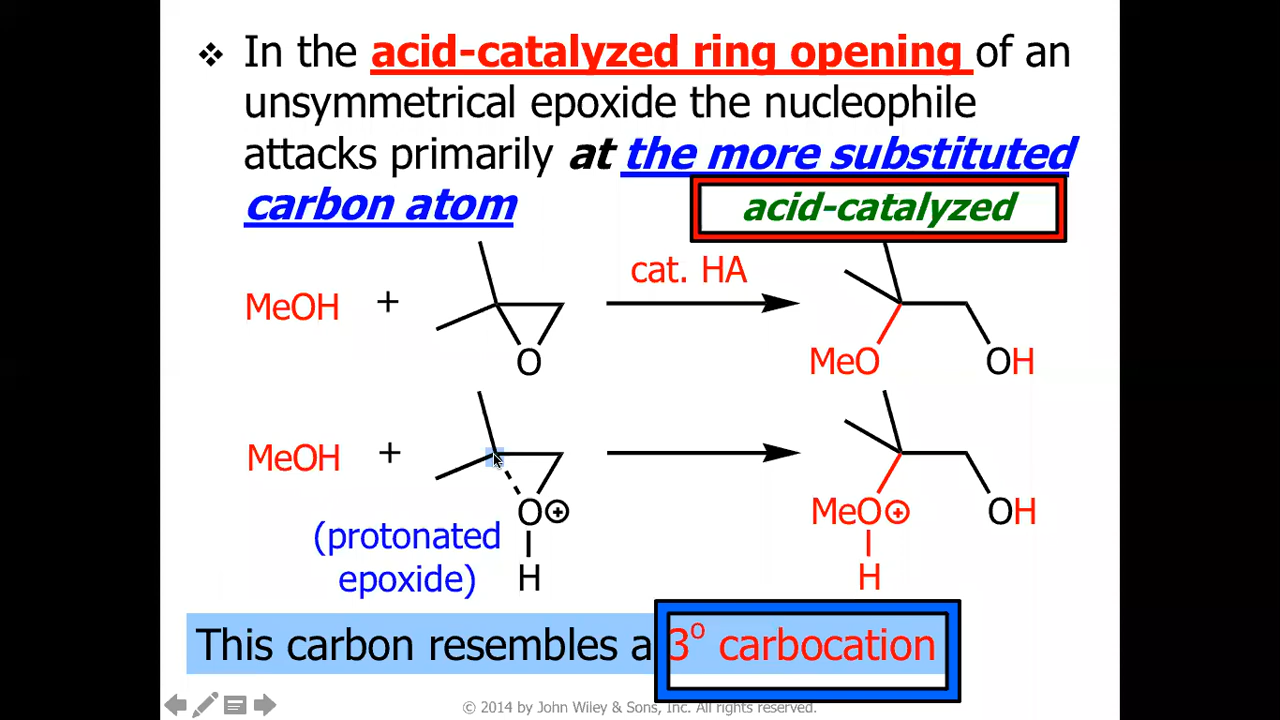 ❖ In the acid-catalyzed ring opening of an
unsymmetrical epoxide the nucleophile
attacks primarily at the more substituted
carbon atom
acid-catalyzed
cat. HA
MeOH + O
MeO OH
MeOH + O⊕
H
(protonated
epoxide)
MeO⊕ OH
H
This carbon resembles a 3º carbocation
© 2014 by John Wiley & Sons, Inc. All rights reserved.